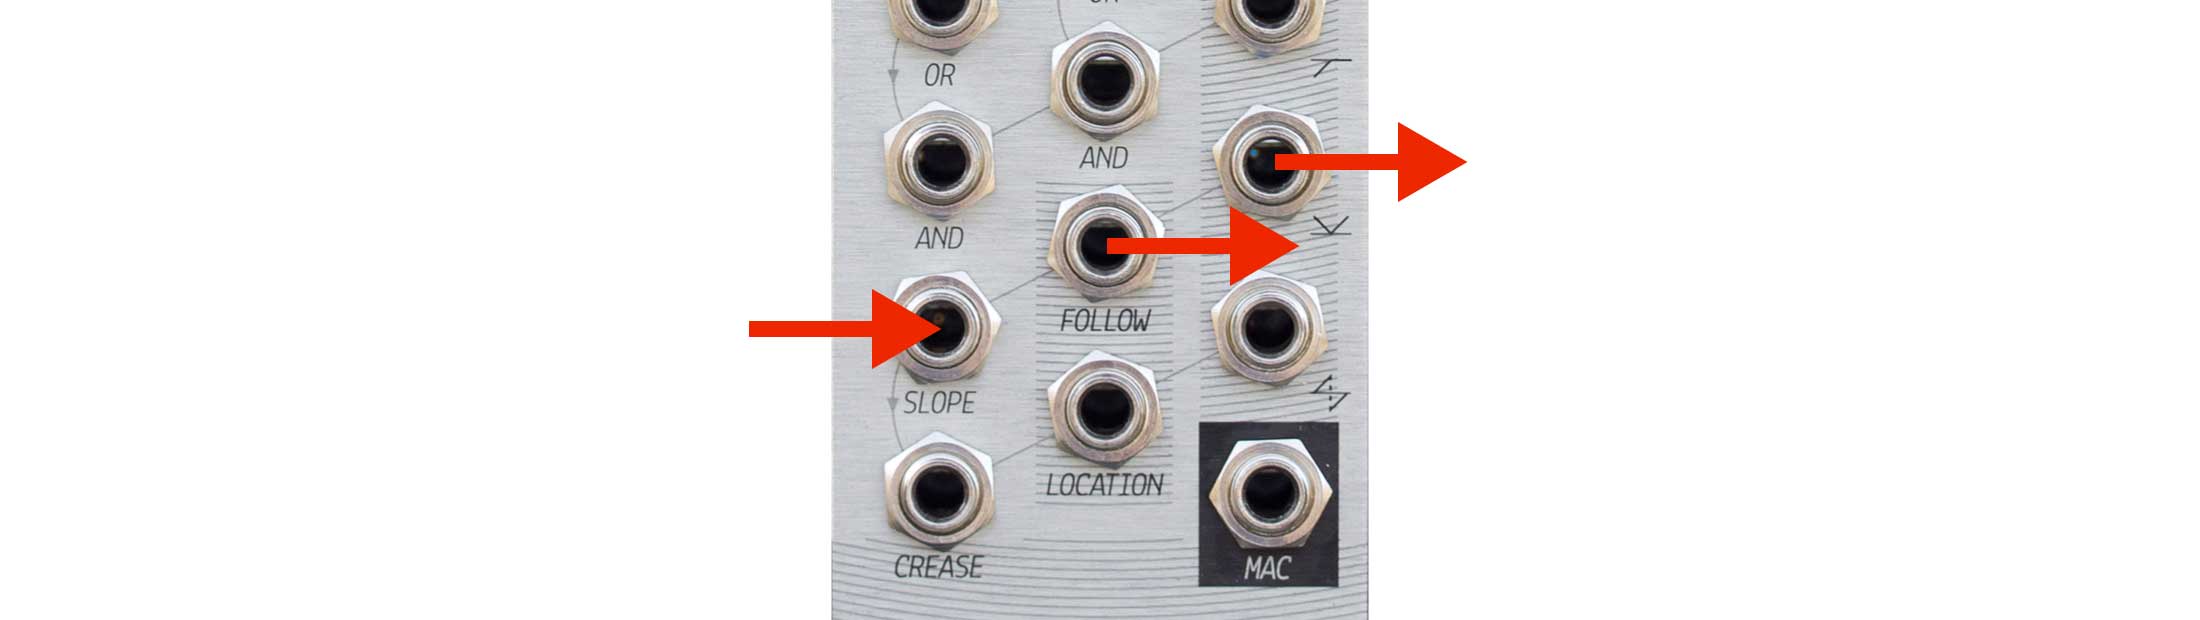 OR
AND
AND
FOLLOW
SLOPE
LOCATION
CREASE
MAC